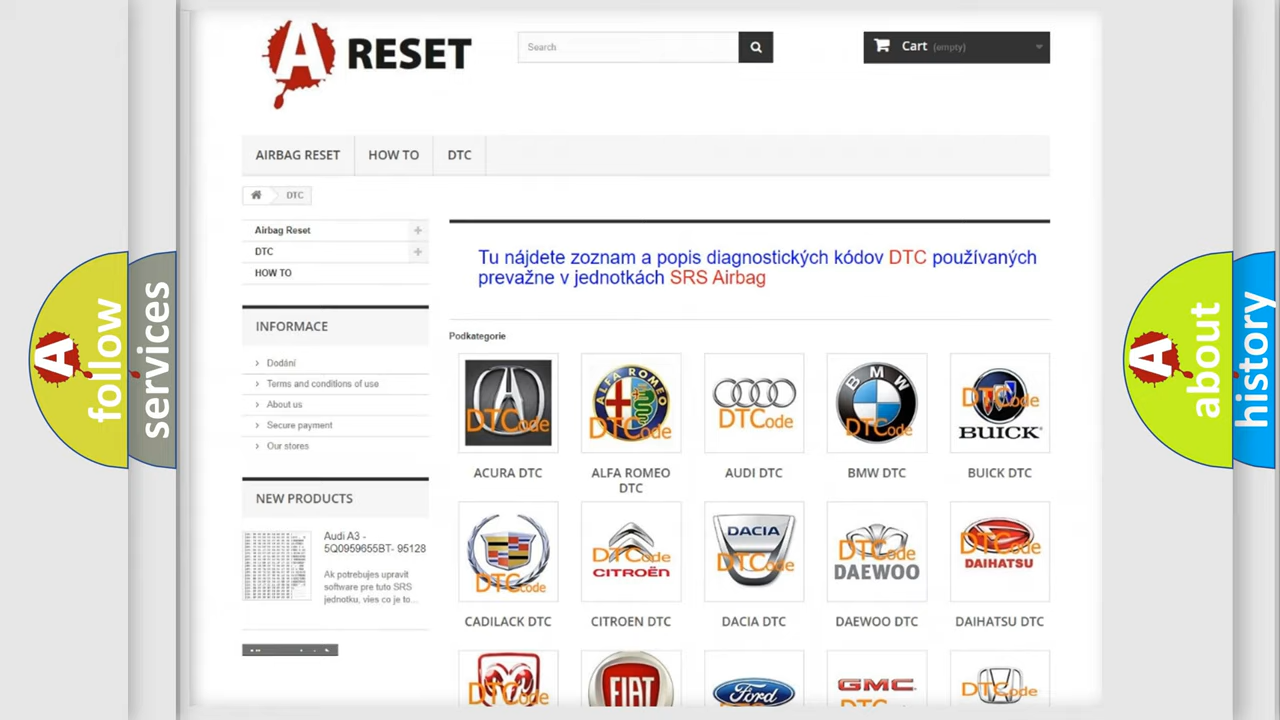 A RESET
Search
Cart (empty)
AIRBAG RESET
HOW TO
DTC
DTC
Airbag Reset
DTC
HOW TO
Tu nájdete zoznam a popis diagnostických kódov DTC používaných
prevažne v jednotkách SRS Airbag
INFORMACE
Dodání
Terms and conditions of use
About us
Secure payment
Our stores
Podkategorie
DTCode
ALFA ROMEO
DTCode
DTCode
BMW
DTCode
DTCode
BUICK
ACURA DTC
ALFA ROMEO
DTC
AUDI DTC
BMW DTC
BUICK DTC
NEW PRODUCTS
Audi A3 -
5Q0959655BT- 95128
Ak potrebujes upravit
software pre tuto SRS
jednotku, vies co je to...
DTCode
DTCode
CITROËN
DACIA
DTCode
DTCode
DAEWOO
DTCode
DAIHATSU
CADILACK DTC
CITROEN DTC
DACIA DTC
DAEWOO DTC
DAIHATSU DTC
DTCode
FIAT
Ford
GMC
DTCode
A follow
services
A about
history